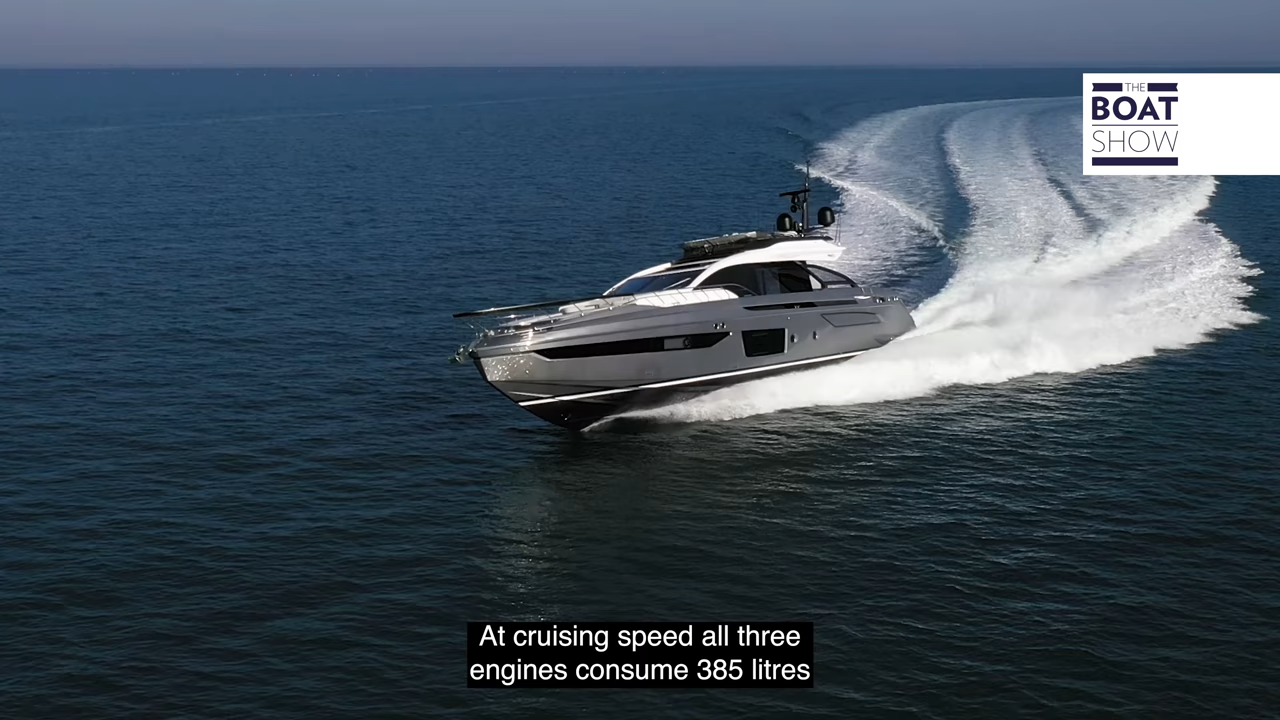 THE
BOAT
SHOW
At cruising speed all three
engines consume 385 litres